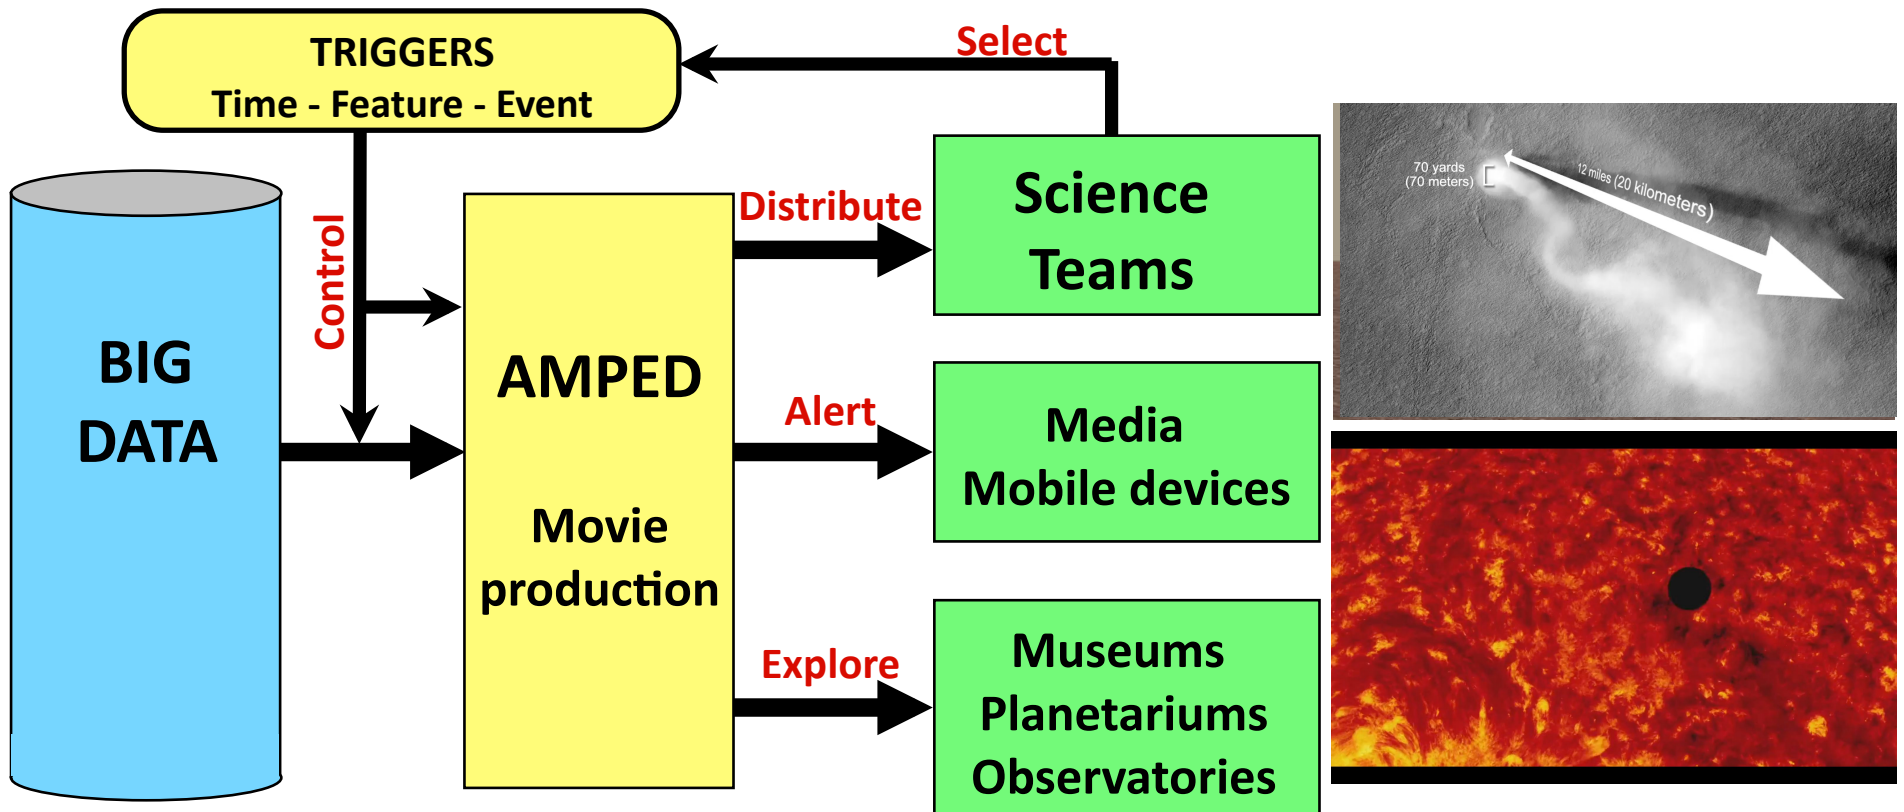 TRIGGERS
Time - Feature - Event
Select
Control
BIG
DATA
AMPED
Movie
production
Distribute
Science
Teams
Alert
Media
Mobile devices
Explore
Museums
Planetariums
Observatories
70 yards
(70 meters)
12 miles (20 kilometers)